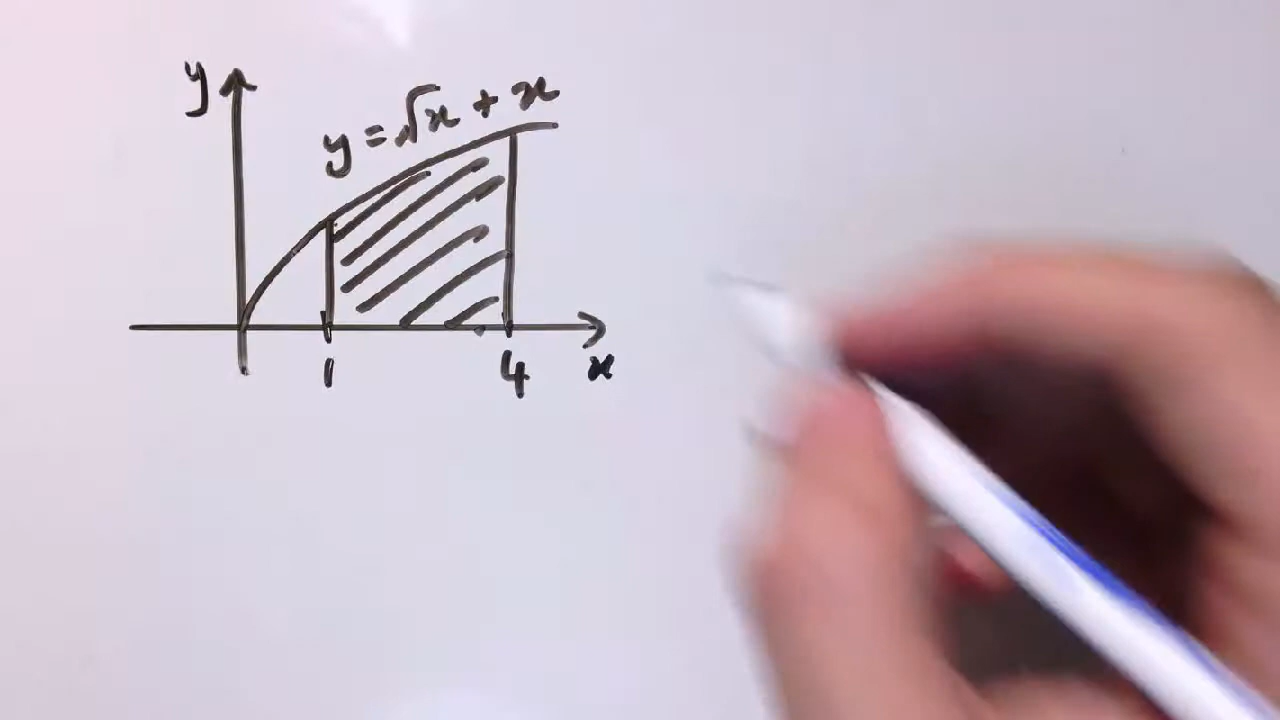 y
y = √x + x
1
4
x